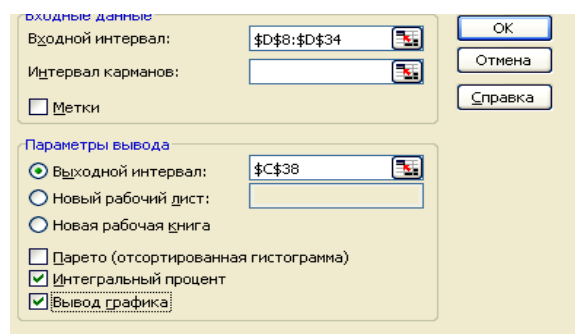 Входные данные
Входной интервал: $D$8:$D$34
Интервал карманов:
Метки
OK
Отмена
Справка
Параметры вывода
Выходной интервал: $C$38
Новый рабочий лист:
Новая рабочая книга
Парето (отсортированная гистограмма)
Интегральный процент
Вывод графика